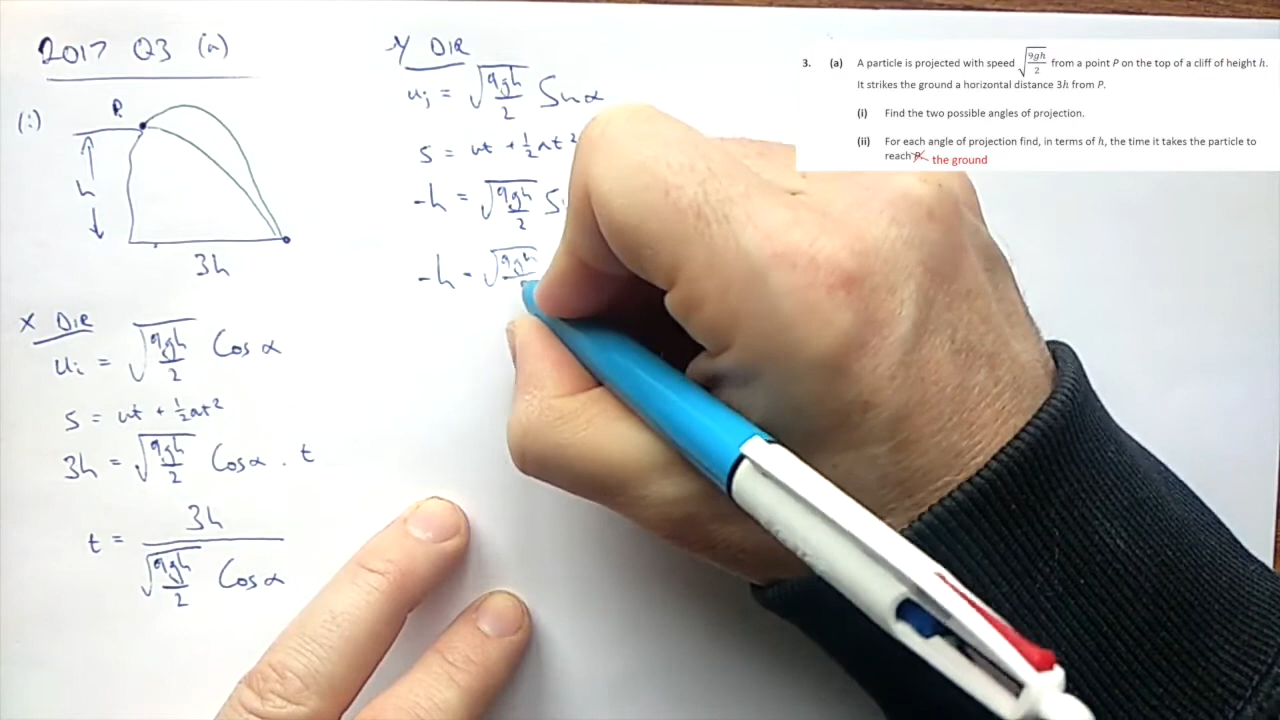 2017 Q3 (a)
(i)
P
h
3h
X DIR
uᵢ = √(9gh/2) Cos α
S = ut + ½at²
3h = √(9gh/2) Cos α . t
t = 3h / √(9gh/2) Cos α
Y DIR
uⱼ = √(9gh/2) Sin α
S = ut + ½at²
-h = √(9gh/2)
-h = √(9gh
3. (a) A particle is projected with speed √(9gh/2) from a point P on the top of a cliff of height h.
It strikes the ground a horizontal distance 3h from P.
(i) Find the two possible angles of projection.
(ii) For each angle of projection find, in terms of h, the time it takes the particle to
reach the ground